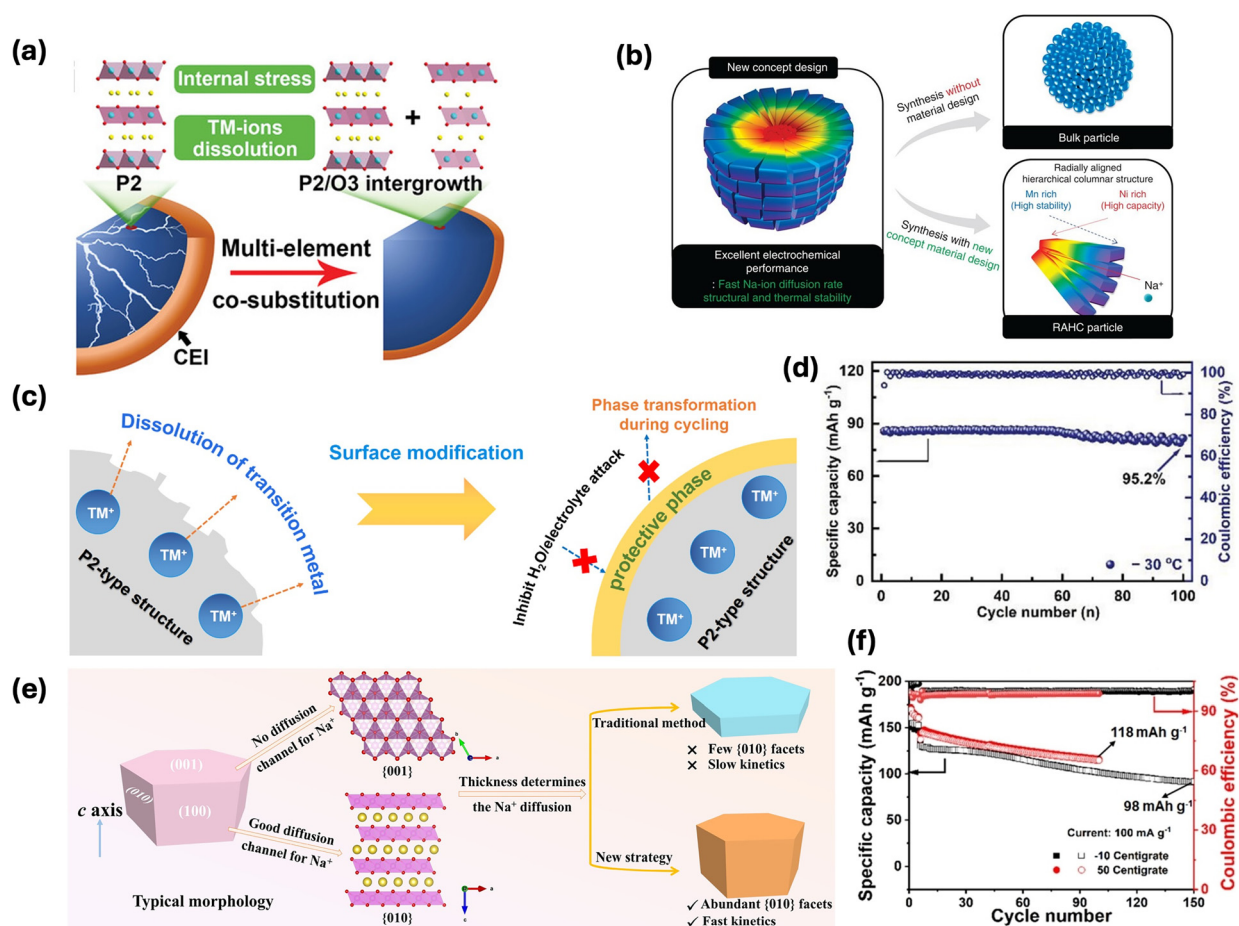 (a)
Internal stress
TM-ions
dissolution
+
P2
P2/O3 intergrowth
Multi-element
co-substitution
CEI
(b)
New concept design
Excellent electrochemical
performance
: Fast Na-ion diffusion rate
structural and thermal stability
Synthesis without
material design
Bulk particle
Synthesis with new
concept material design
Radially aligned
hierarchical columnar structure
Mn rich
(High stability)
Ni rich
(High capacity)
Na⁺
RAHC particle
(c)
Dissolution of transition metal
TM⁺
TM⁺
TM⁺
P2-type structure
Surface modification
Phase transformation
during cycling
Inhibit H₂O/electrolyte attack
protective phase
TM⁺
TM⁺
TM⁺
P2-type structure
(d)
Specific capacity (mAh g⁻¹)
120
90
60
30
0
100
80
60
40
20
0
Coulombic efficiency (%)
95.2%
− 30 °C
0 20 40 60 80 100
Cycle number (n)
(e)
c axis
(001)
(010)
(100)
Typical morphology
No diffusion
channel for Na⁺
Good diffusion
channel for Na⁺
b
a
{001}
a
c
{010}
Thickness determines
the Na⁺ diffusion
Traditional method
× Few {010} facets
× Slow kinetics
New strategy
✓ Abundant {010} facets
✓ Fast kinetics
(f)
Specific capacity (mAh g⁻¹)
200
175
150
125
100
0
90
60
30
0
Coulombic efficiency (%)
118 mAh g⁻¹
98 mAh g⁻¹
Current: 100 mA g⁻¹
-10 Centigrate
50 Centigrate
0 30 60 90 120 150
Cycle number